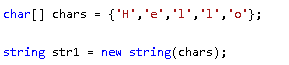 char[] chars = {'H','e','l','l','o'};
string str1 = new string(chars);